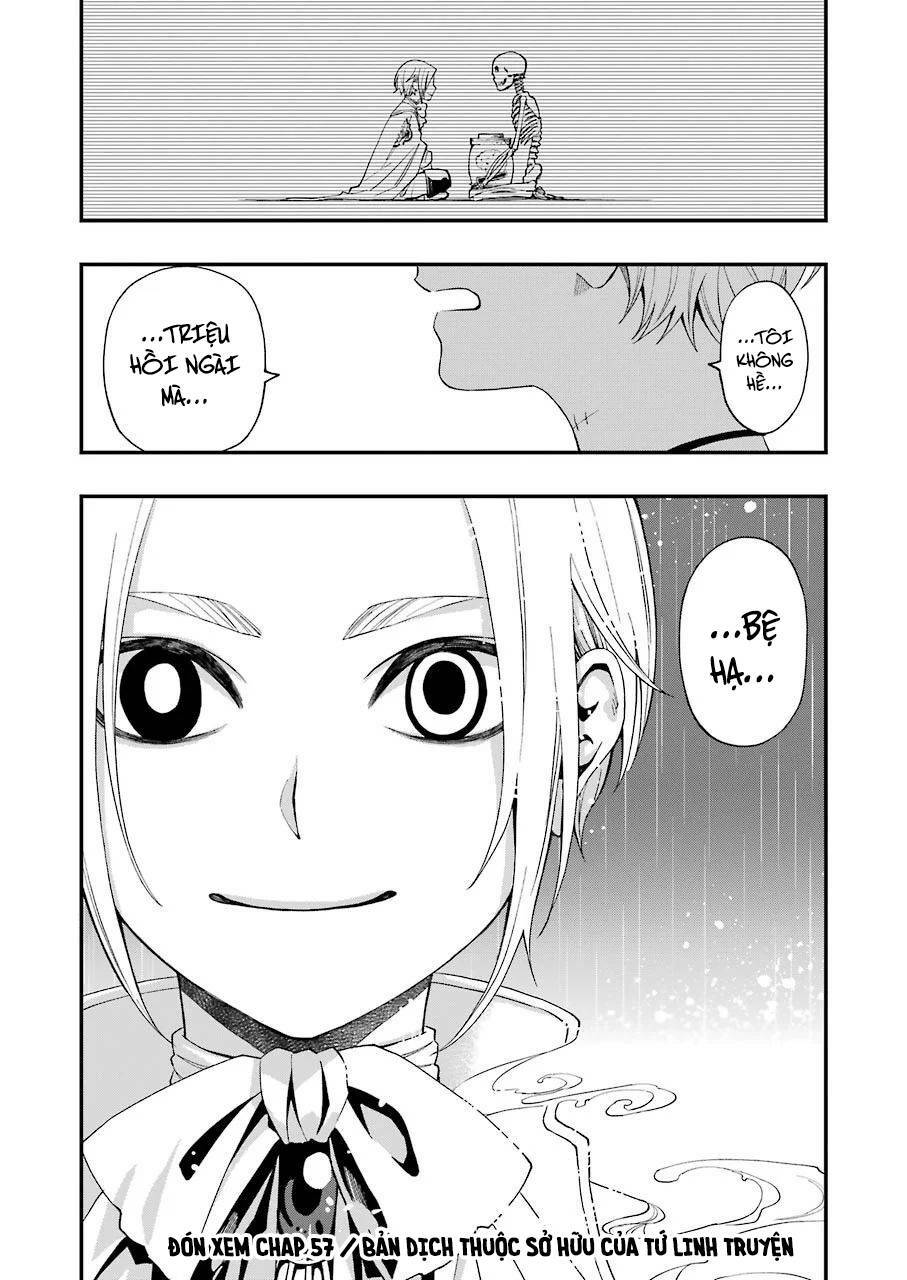 ...TÔI
KHÔNG
HỀ...
...TRIỆU
HỒI NGÀI
MÀ...
...BỆ
HẠ...
ĐÓN XEM CHAP 57 / BẢN DỊCH THUỘC SỞ HỮU CỦA TỨ LINH TRUYỆN